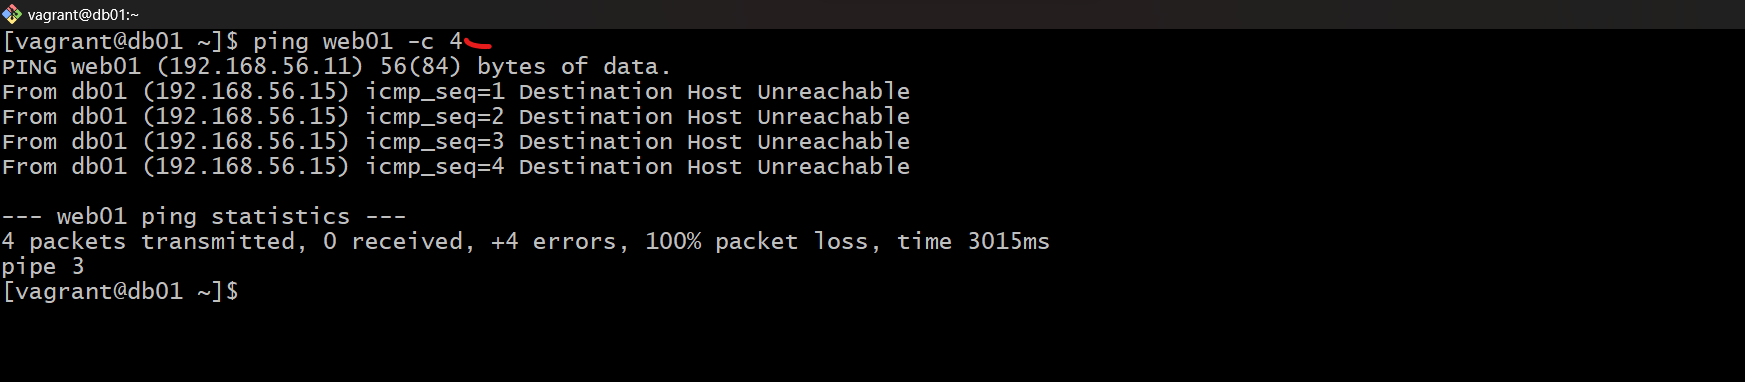 vagrant@db01:~
[vagrant@db01 ~]$ ping web01 -c 4
PING web01 (192.168.56.11) 56(84) bytes of data.
From db01 (192.168.56.15) icmp_seq=1 Destination Host Unreachable
From db01 (192.168.56.15) icmp_seq=2 Destination Host Unreachable
From db01 (192.168.56.15) icmp_seq=3 Destination Host Unreachable
From db01 (192.168.56.15) icmp_seq=4 Destination Host Unreachable
--- web01 ping statistics ---
4 packets transmitted, 0 received, +4 errors, 100% packet loss, time 3015ms
pipe 3
[vagrant@db01 ~]$